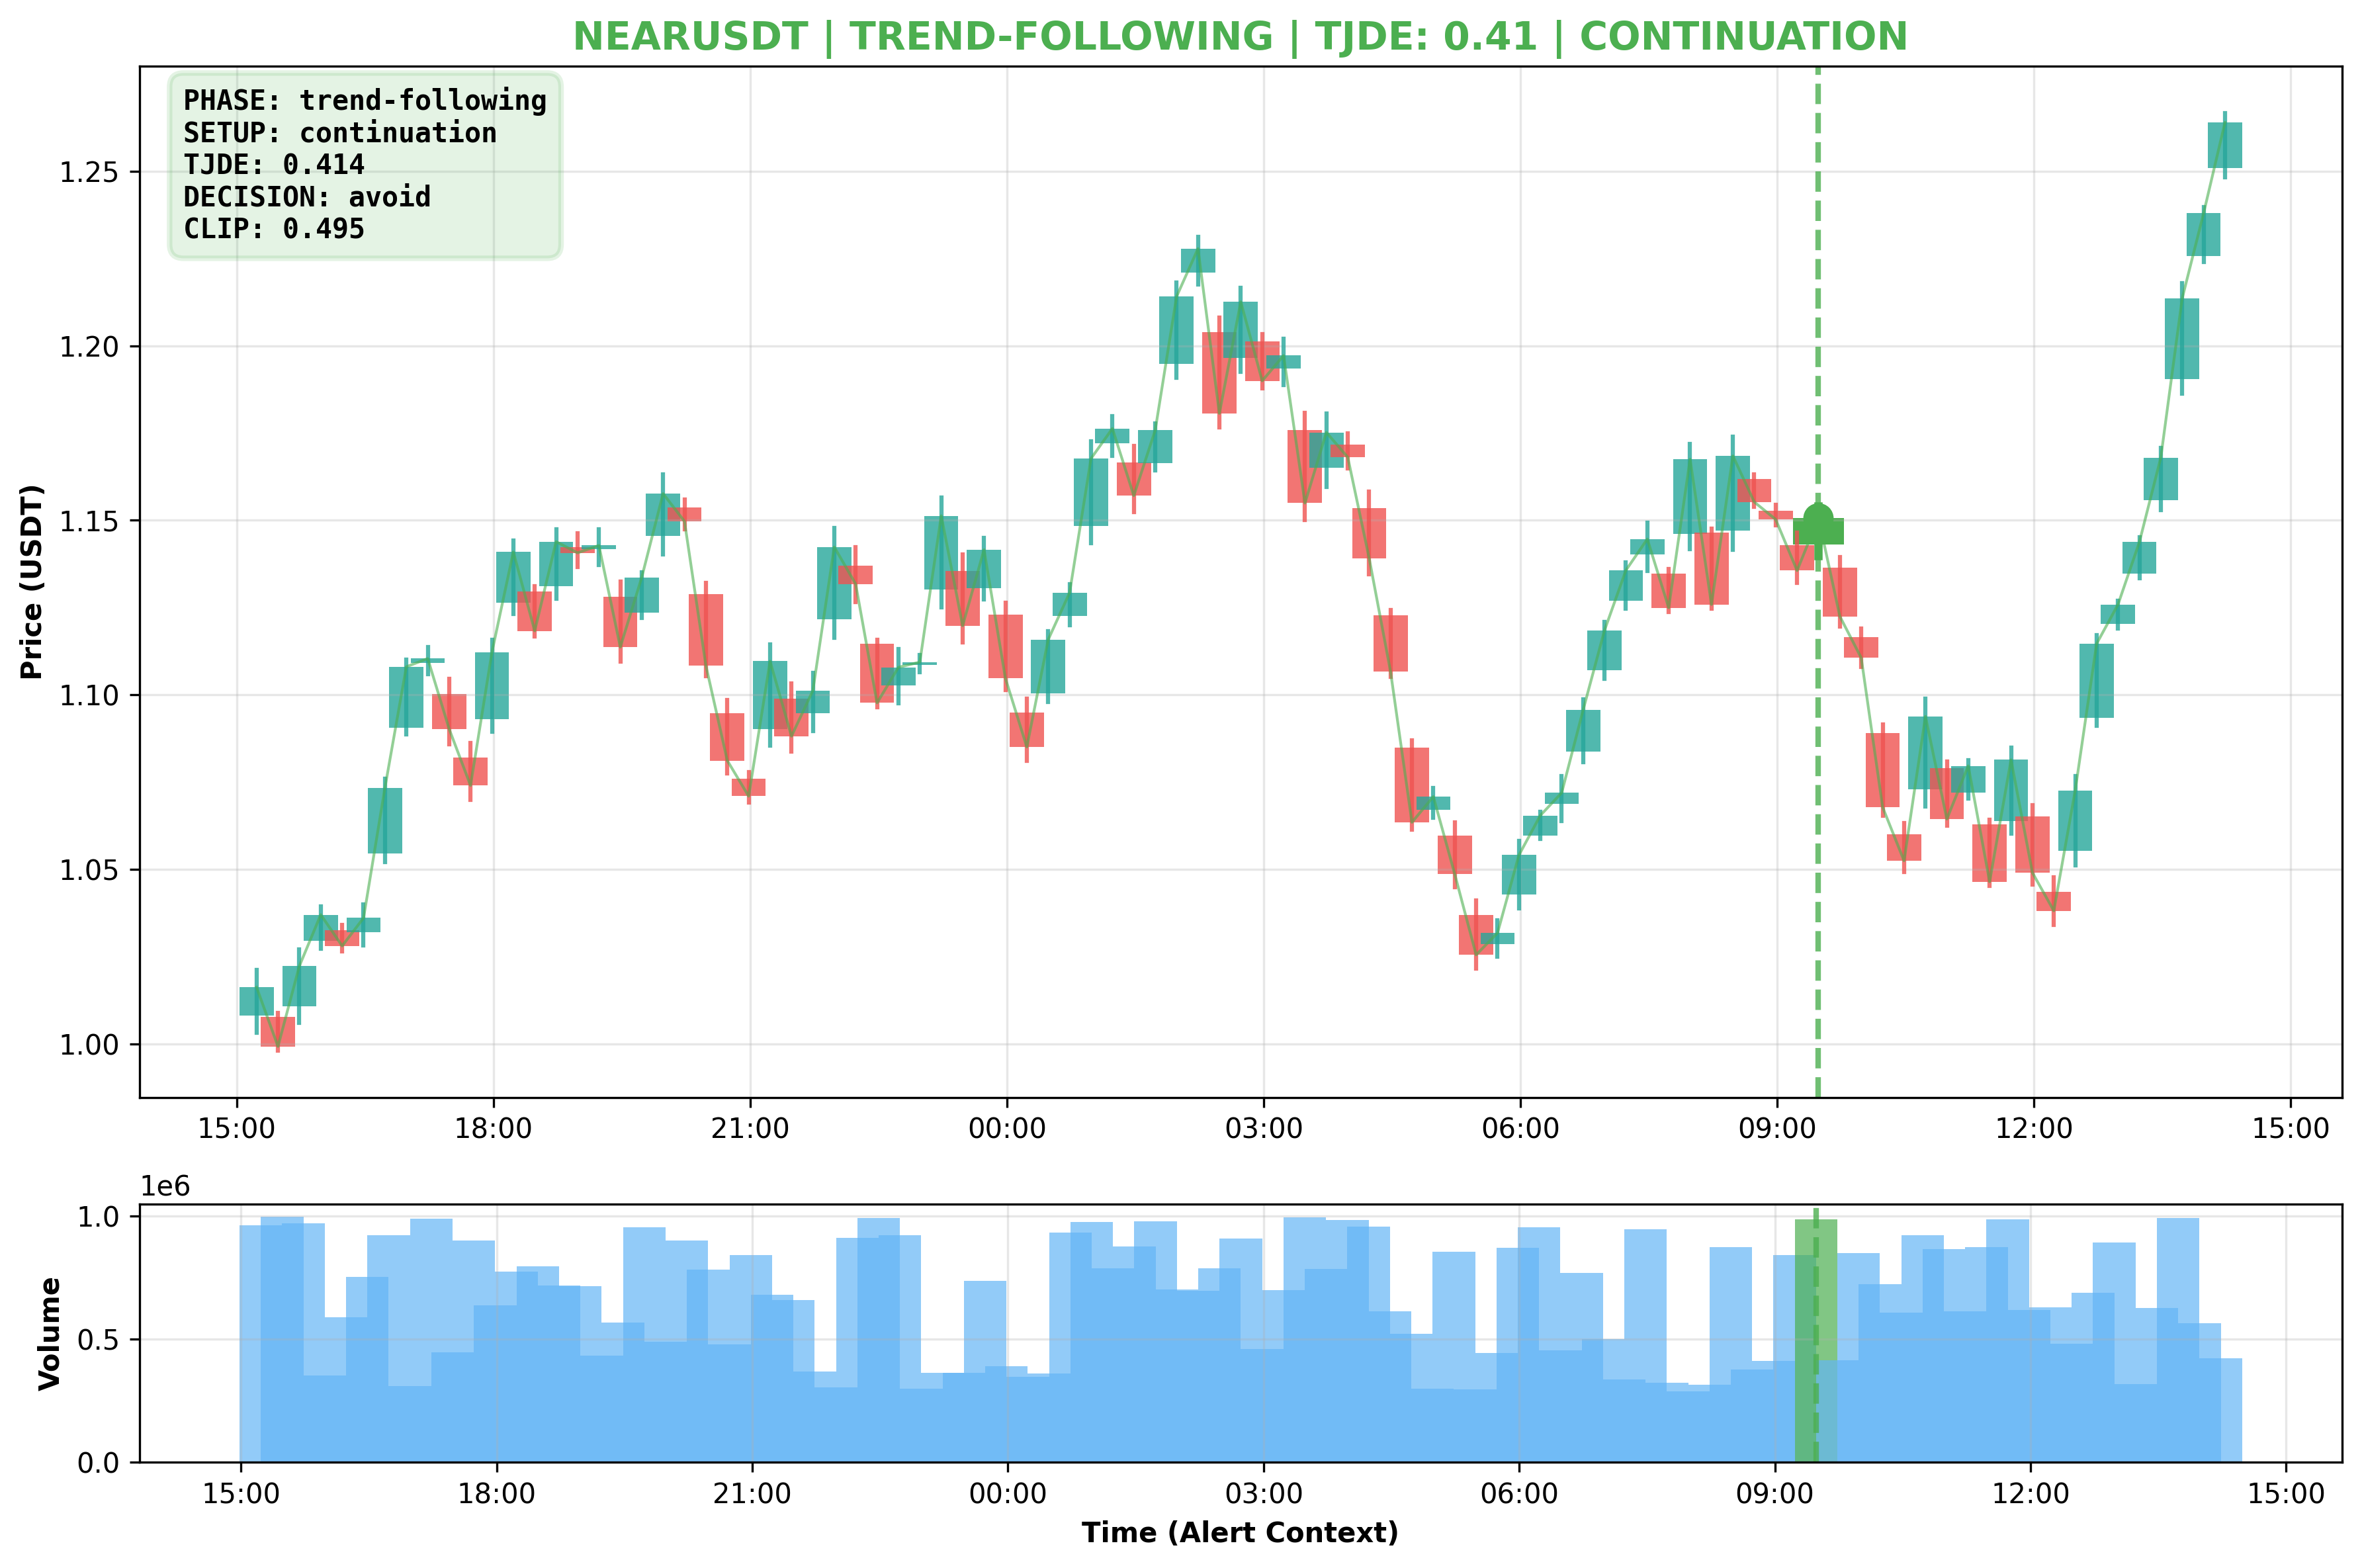 NEARUSDT | TREND-FOLLOWING | TJDE: 0.41 | CONTINUATION
PHASE: trend-following
SETUP: continuation
TJDE: 0.414
DECISION: avoid
CLIP: 0.495
Price (USDT)
1.25
1.20
1.15
1.10
1.05
1.00
15:00 18:00 21:00 00:00 03:00 06:00 09:00 12:00 15:00
1e6
Volume
1.0
0.5
0.0
15:00 18:00 21:00 00:00 03:00 06:00 09:00 12:00 15:00
Time (Alert Context)